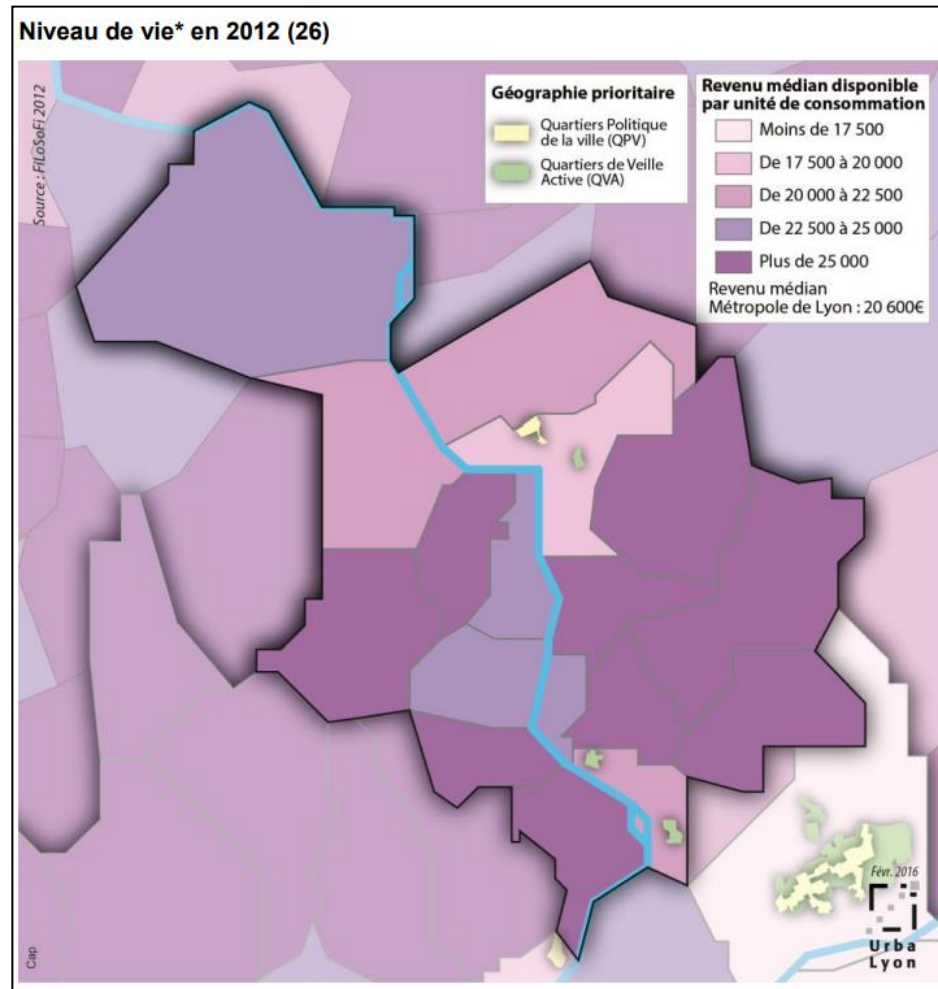 Niveau de vie* en 2012 (26)
Source : FiLoSoFi 2012
Géographie prioritaire
Quartiers Politique
de la ville (QPV)
Quartiers de Veille
Active (QVA)
Revenu médian disponible
par unité de consommation
Moins de 17 500
De 17 500 à 20 000
De 20 000 à 22 500
De 22 500 à 25 000
Plus de 25 000
Revenu médian
Métropole de Lyon : 20 600€
Cap
Févr. 2016
Urba
Lyon